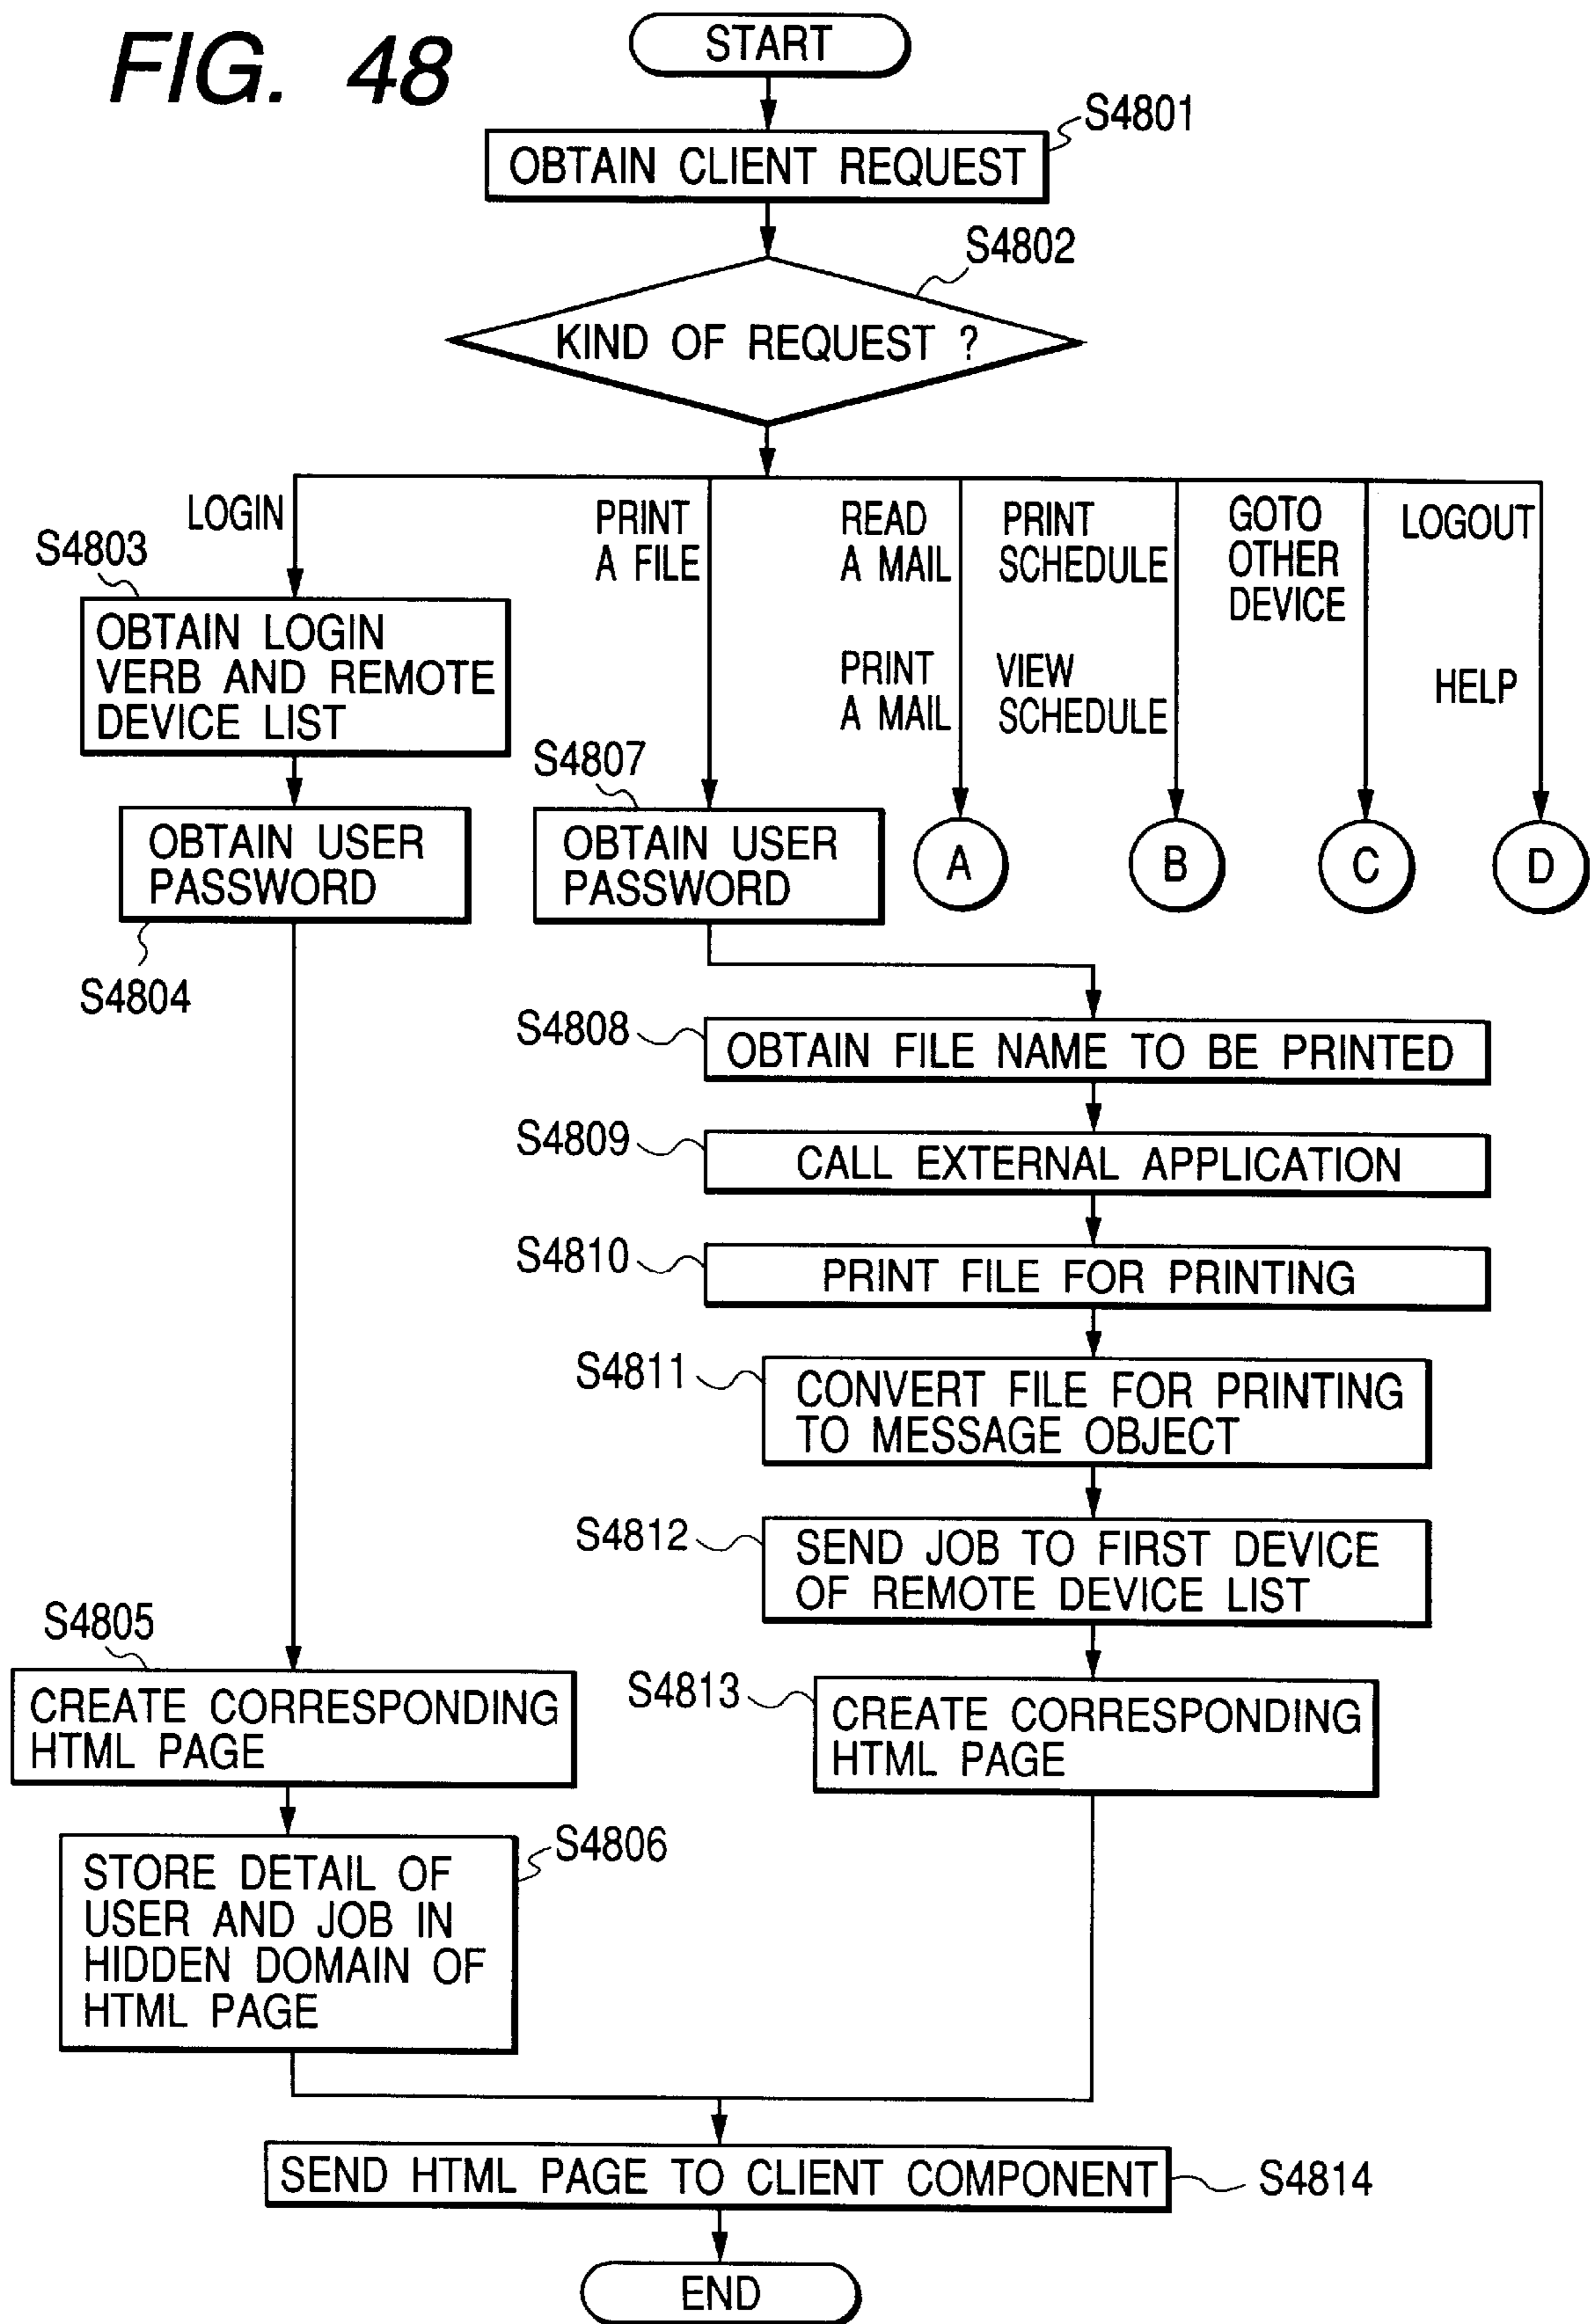 FIG. 48
START
S4801
OBTAIN CLIENT REQUEST
S4802
KIND OF REQUEST ?
LOGIN
PRINT
A FILE
READ
A MAIL
PRINT
A MAIL
PRINT
SCHEDULE
VIEW
SCHEDULE
GOTO
OTHER
DEVICE
LOGOUT
HELP
S4803
OBTAIN LOGIN
VERB AND REMOTE
DEVICE LIST
OBTAIN USER
PASSWORD
S4804
S4807
OBTAIN USER
PASSWORD
A
B
C
D
S4808
OBTAIN FILE NAME TO BE PRINTED
S4809
CALL EXTERNAL APPLICATION
S4810
PRINT FILE FOR PRINTING
S4811
CONVERT FILE FOR PRINTING
TO MESSAGE OBJECT
S4812
SEND JOB TO FIRST DEVICE
OF REMOTE DEVICE LIST
S4805
CREATE CORRESPONDING
HTML PAGE
S4813
CREATE CORRESPONDING
HTML PAGE
S4806
STORE DETAIL OF
USER AND JOB IN
HIDDEN DOMAIN OF
HTML PAGE
SEND HTML PAGE TO CLIENT COMPONENT
S4814
END